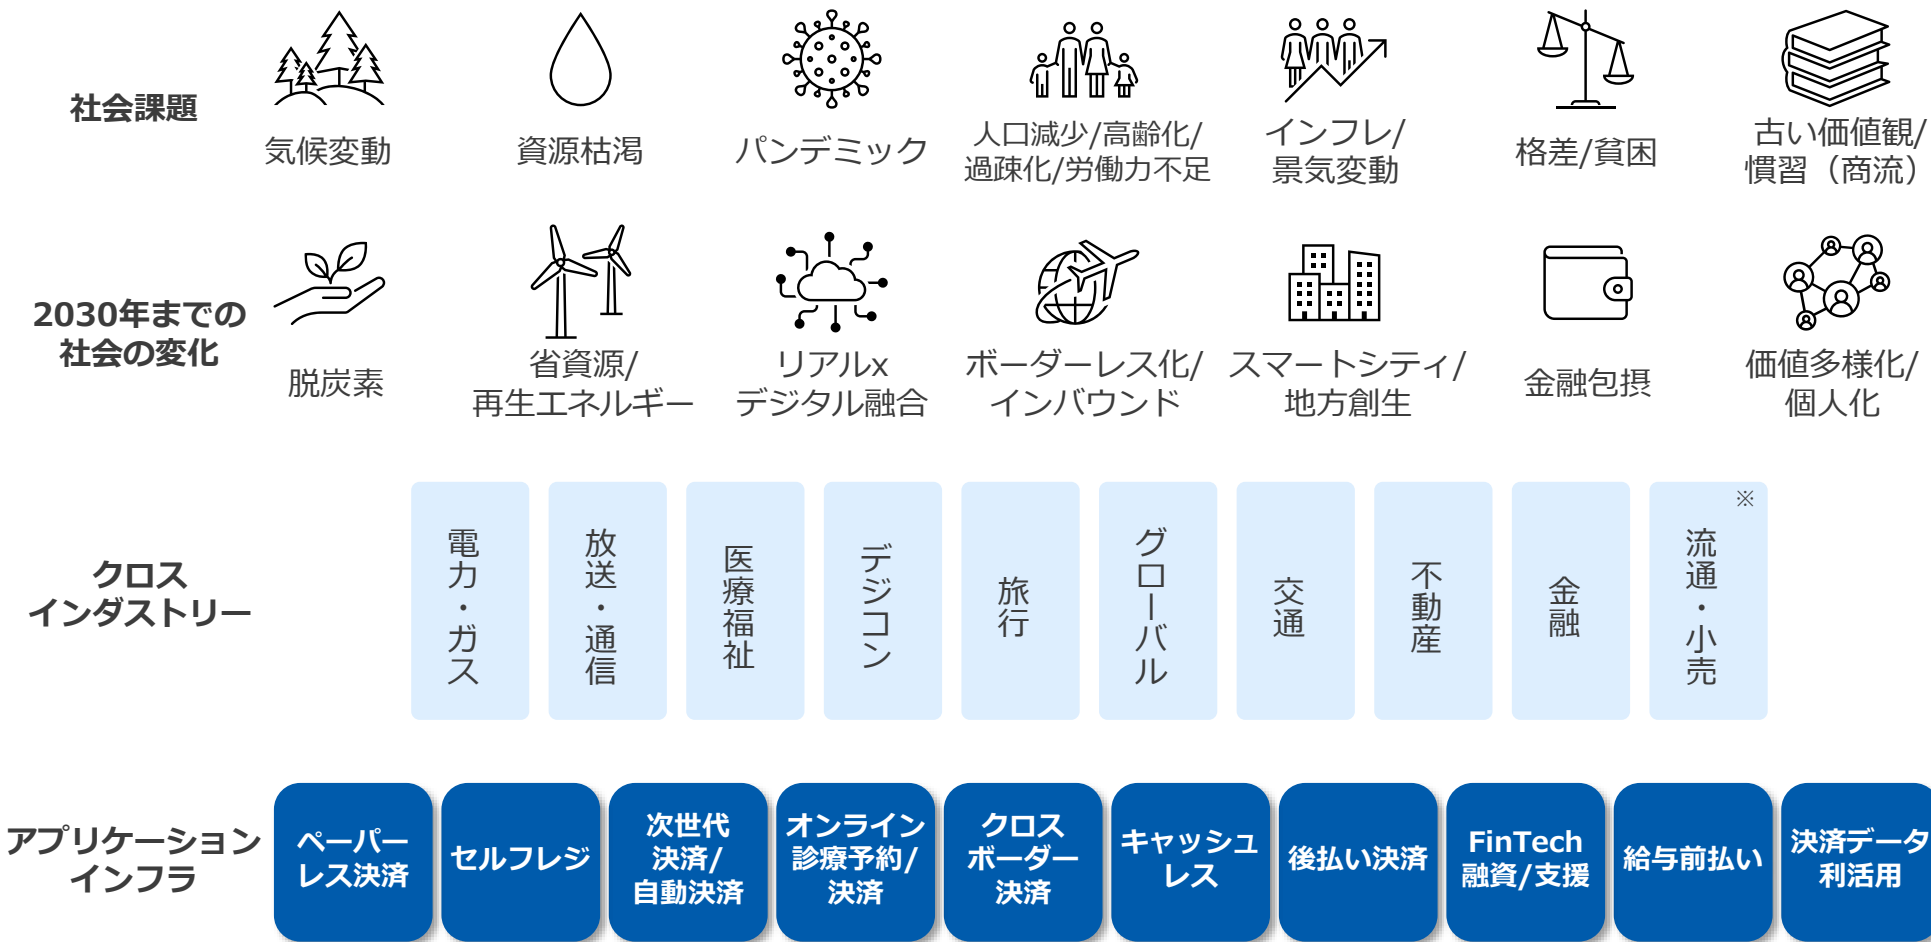 社会課題
気候変動
資源枯渇
パンデミック
人口減少/高齢化/
過疎化/労働力不足
インフレ/
景気変動
格差/貧困
古い価値観/
慣習（商流）
2030年までの
社会の変化
脱炭素
省資源/
再生エネルギー
リアルx
デジタル融合
ボーダーレス化/
インバウンド
スマートシティ/
地方創生
金融包摂
価値多様化/
個人化
クロス
インダストリー
電力・ガス
放送・通信
医療福祉
デジコン
旅行
グローバル
交通
不動産
金融
※
流通・小売
アプリケーション
インフラ
ペーパー
レス決済
セルフレジ
次世代
決済/
自動決済
オンライン
診療予約/
決済
クロス
ボーダー
決済
キャッシュ
レス
後払い決済
FinTech
融資/支援
給与前払い
決済データ
利活用